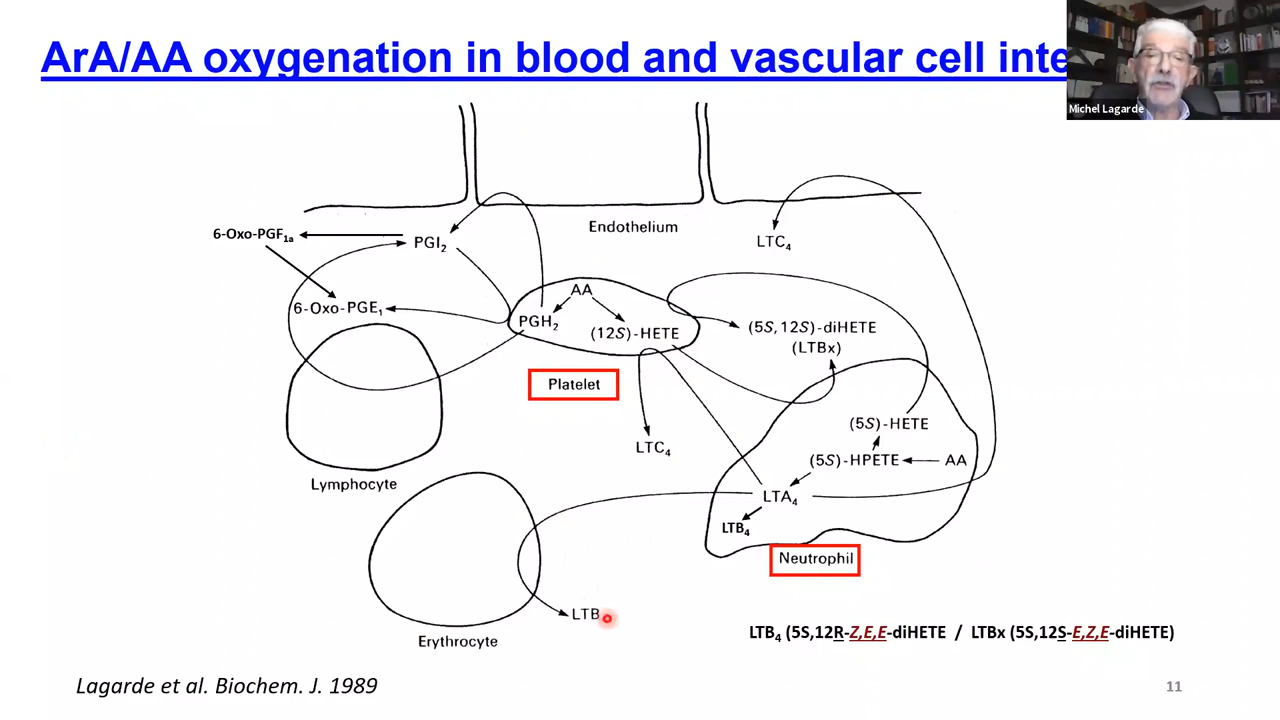 ArA/AA oxygenation in blood and vascular cell inte
Michel Lagarde
Endothelium
6-Oxo-PGF1a
PGI2
LTC4
AA
6-Oxo-PGE1
PGH2
(12S)-HETE
(5S,12S)-diHETE
(LTBx)
Platelet
(5S)-HETE
LTC4
(5S)-HPETE
AA
Lymphocyte
LTA4
LTB4
Neutrophil
LTB
Erythrocyte
LTB4 (5S,12R-Z,E,E-diHETE / LTBx (5S,12S-E,Z,E-diHETE)
Lagarde et al. Biochem. J. 1989
11